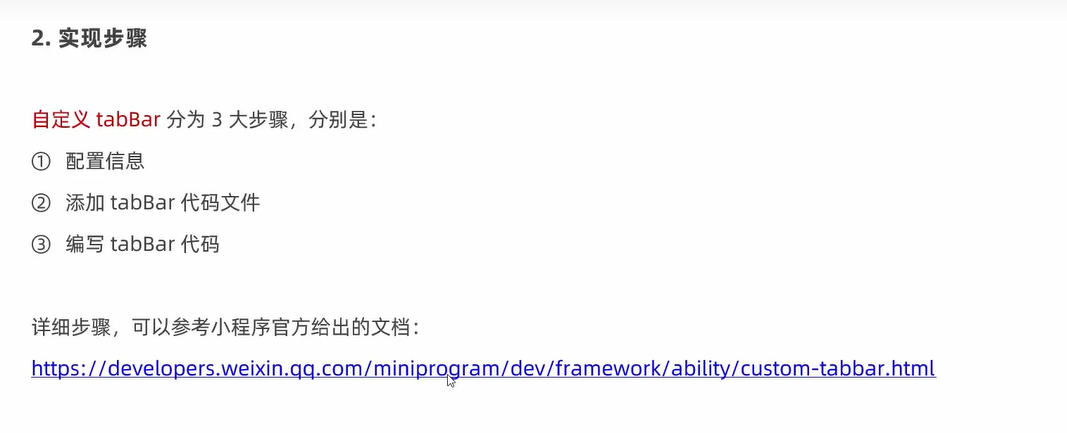 2. 实现步骤
自定义 tabBar 分为 3 大步骤，分别是：
① 配置信息
② 添加 tabBar 代码文件
③ 编写 tabBar 代码
详细步骤，可以参考小程序官方给出的文档：
https://developers.weixin.qq.com/miniprogram/dev/framework/ability/custom-tabbar.html